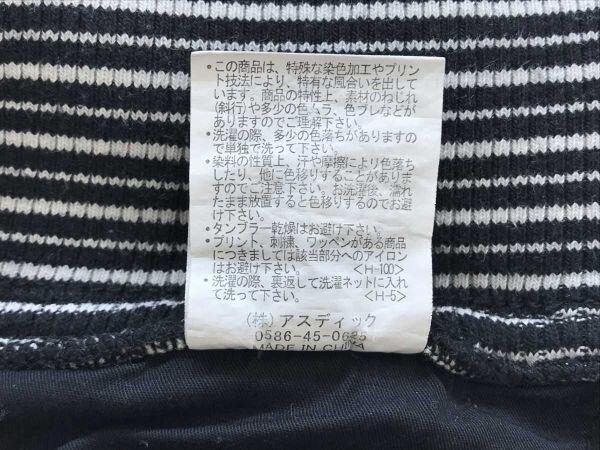 ・この商品は、特殊な染色加工やプリン
ト技法により、特有な風合いを出して
います。商品の特性上、素材のねじれ
(斜行)や多少の色ムラ、色ブレなどが
ありますのでご理解下さい。
・洗濯の際、多少の色落ちがありますの
で単独で洗って下さい。
・染料の性質上、汗や摩擦により色落ち
したり、他に色移りすることがありま
すのでご注意下さい。お洗濯後、濡れ
たまま放置すると色移りするのでお避
け下さい。
・タンブラー乾燥はお避け下さい。
・プリント、刺繍、ワッペンがある商品
につきましては該当部分へのアイロン
はお避け下さい。 <H-100>
・洗濯の際、裏返して洗濯ネットに入れ
て洗って下さい。 <H-5>
(株)アスディック
0586-45-0635
MADE IN CHINA